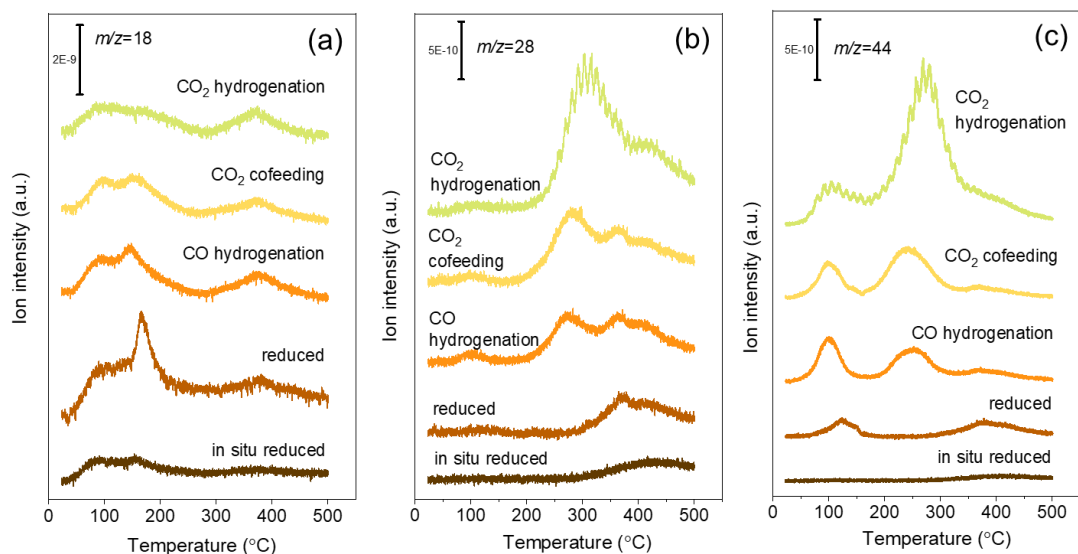 (a)
m/z=18
2E-9
CO₂ hydrogenation
CO₂ cofeeding
CO hydrogenation
reduced
in situ reduced
Ion intensity (a.u.)
0 100 200 300 400 500
Temperature (°C)
(b)
m/z=28
5E-10
CO₂
hydrogenation
CO₂
cofeeding
CO
hydrogenation
reduced
in situ reduced
Ion intensity (a.u.)
0 100 200 300 400 500
Temperature (°C)
(c)
m/z=44
5E-10
CO₂
hydrogenation
CO₂ cofeeding
CO hydrogenation
reduced
in situ reduced
Ion intensity (a.u.)
0 100 200 300 400 500
Temperature (°C)